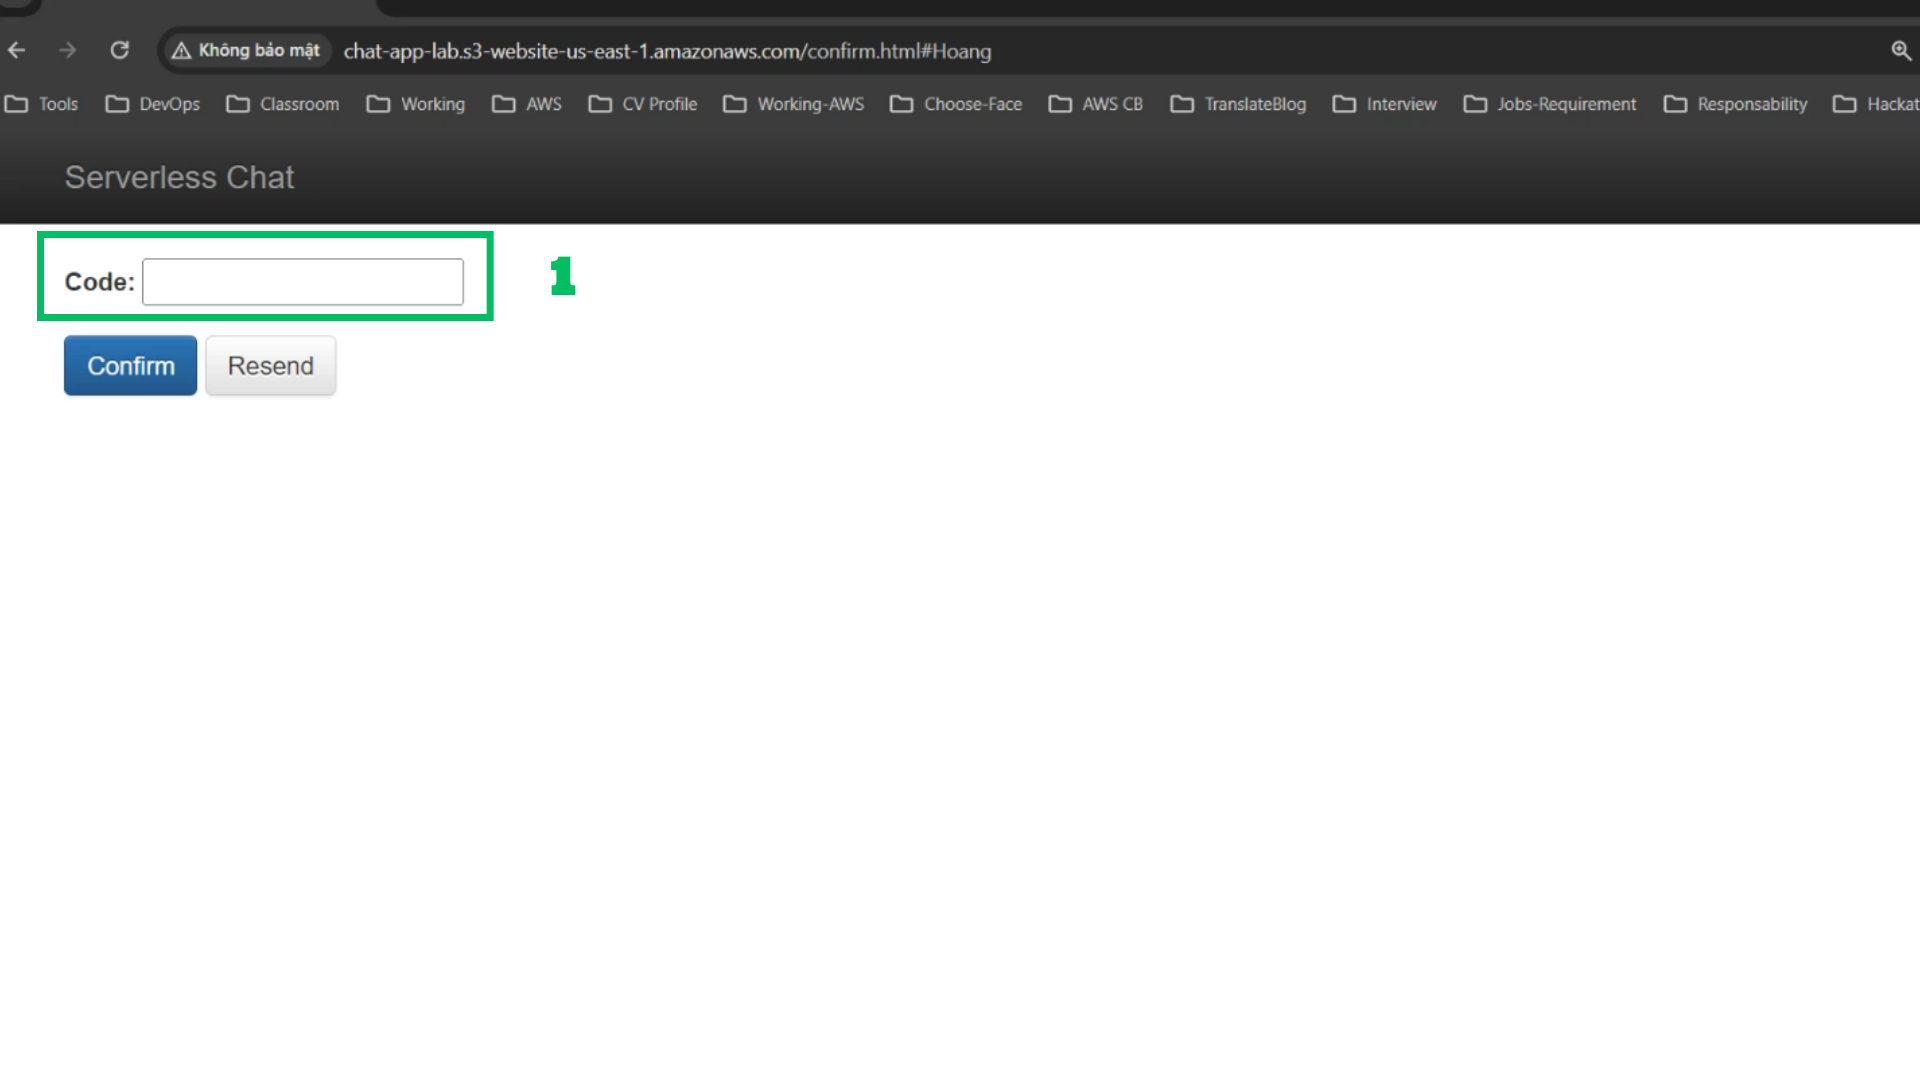 Không bảo mật chat-app-lab.s3-website-us-east-1.amazonaws.com/confirm.html#Hoang
Tools DevOps Classroom Working AWS CV Profile Working-AWS Choose-Face AWS CB TranslateBlog Interview Jobs-Requirement Responsability Hackat
Serverless Chat
Code: 1
Confirm Resend